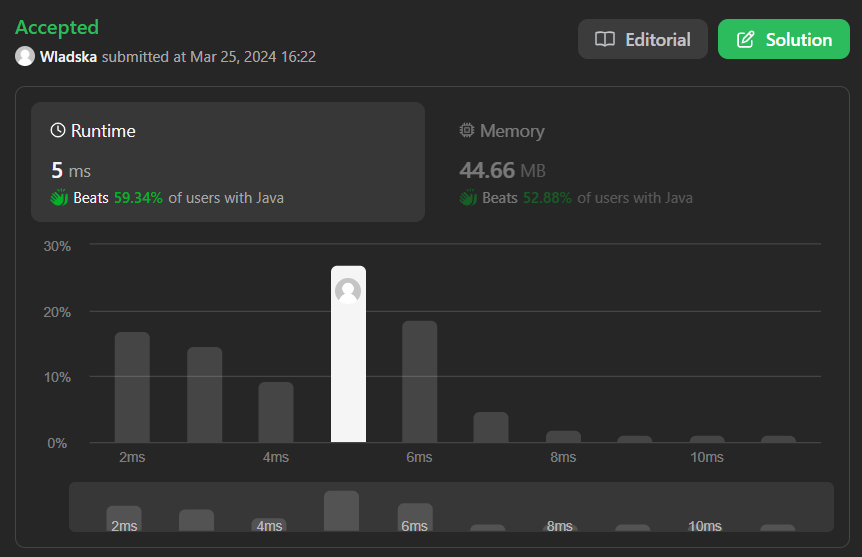 Accepted
Editorial
Solution
Wladska submitted at Mar 25, 2024 16:22
Runtime
Memory
5 ms
44.66 MB
Beats 59.34% of users with Java
Beats 52.88% of users with Java
30%
20%
10%
0%
2ms 4ms 6ms 8ms 10ms
2ms 4ms 6ms 8ms 10ms